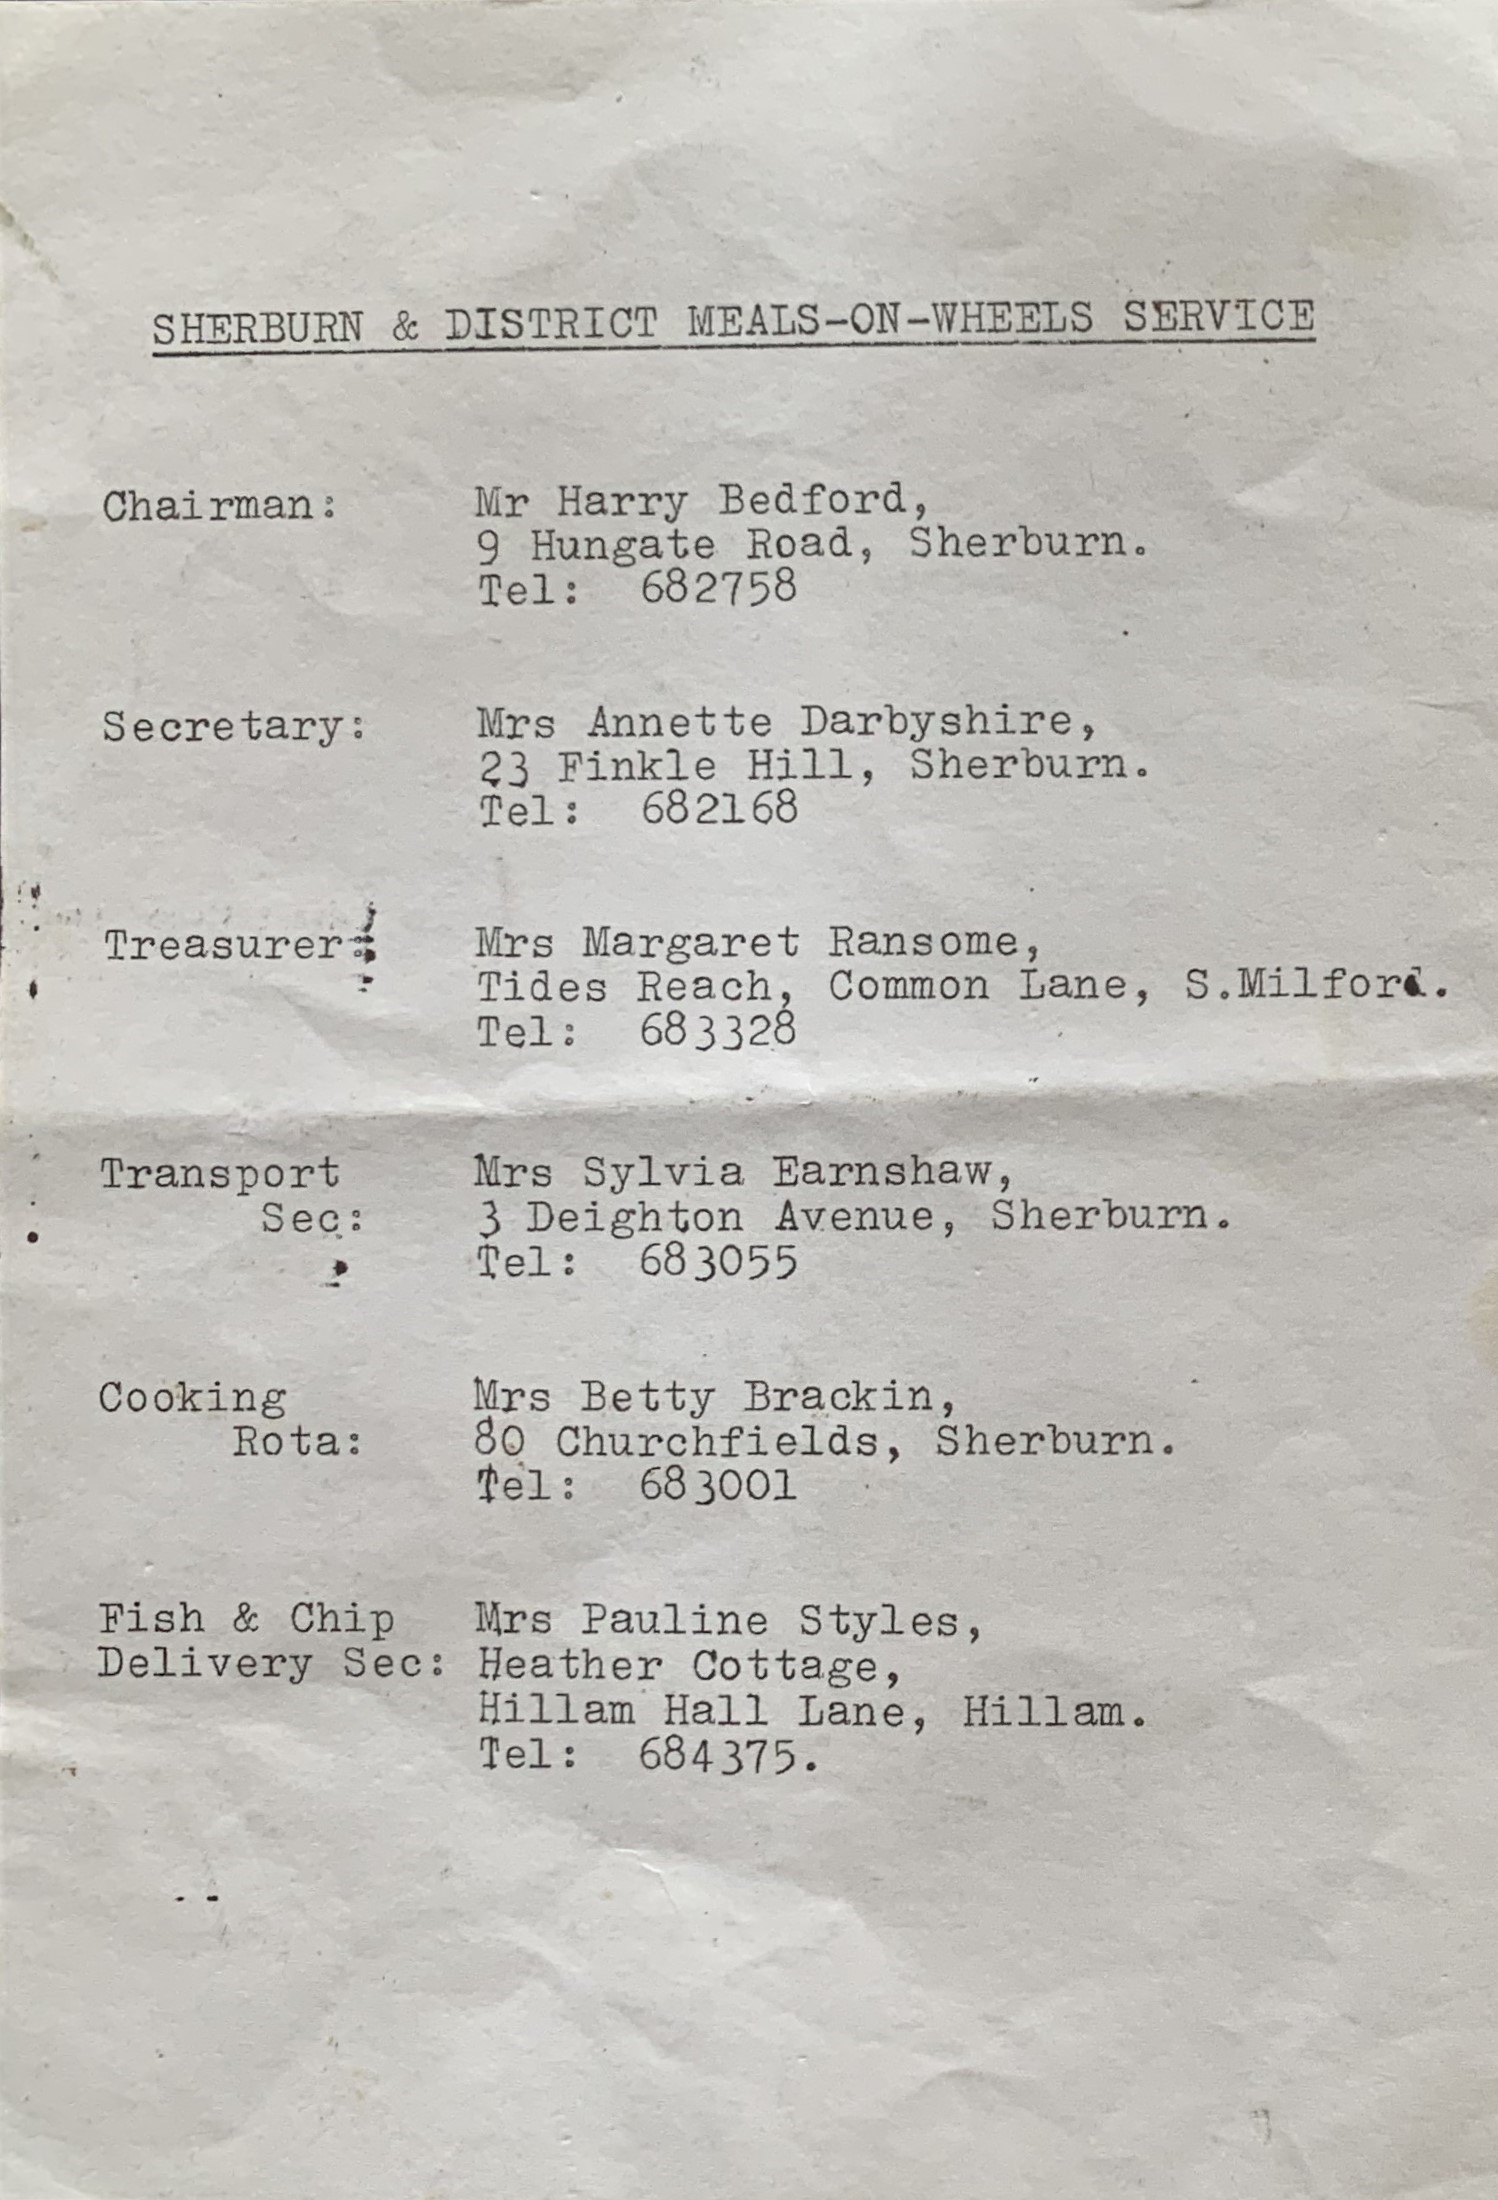 SHERBURN & DISTRICT MEALS-ON-WHEELS SERVICE
Chairman: Mr Harry Bedford,
9 Hungate Road, Sherburn.
Tel: 682758
Secretary: Mrs Annette Darbyshire,
23 Finkle Hill, Sherburn.
Tel: 682168
Treasurer: Mrs Margaret Ransome,
Tides Reach, Common Lane, S.Milford.
Tel: 683328
Transport Mrs Sylvia Earnshaw,
Sec: 3 Deighton Avenue, Sherburn.
Tel: 683055
Cooking Mrs Betty Brackin,
Rota: 80 Churchfields, Sherburn.
Tel: 683001
Fish & Chip Mrs Pauline Styles,
Delivery Sec: Heather Cottage,
Hillam Hall Lane, Hillam.
Tel: 684375.